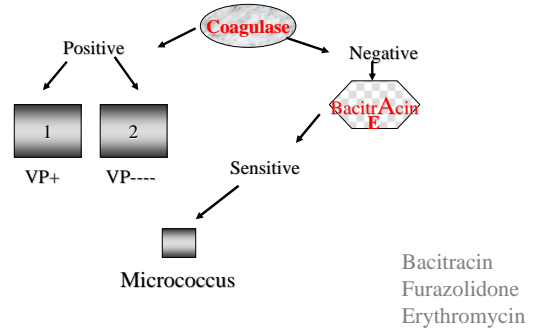 Coagulase
Positive
Negative
BacitrAcin
E
1
2
VP+
VP----
Sensitive
Micrococcus
Bacitracin
Furazolidone
Erythromycin